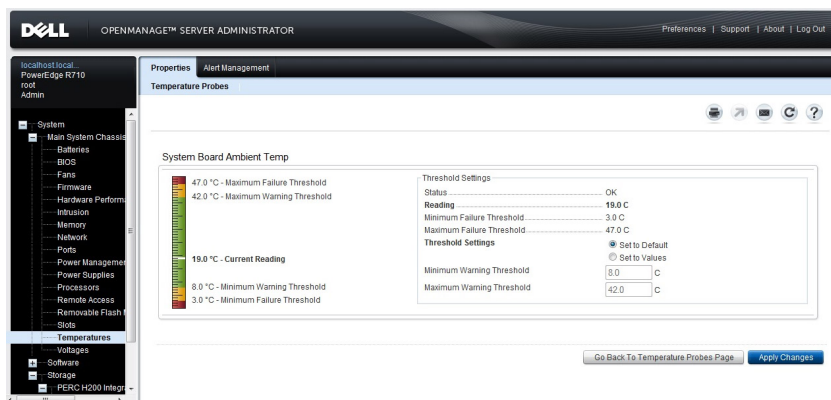 DELL OPENMANAGE™ SERVER ADMINISTRATOR
Preferences | Support | About | Log Out
localhost.local...
PowerEdge R710
root
Admin
Properties Alert Management
Temperature Probes
System
Main System Chassis
Batteries
BIOS
Fans
Firmware
Hardware Performa
Intrusion
Memory
Network
Ports
Power Managemen
Power Supplies
Processors
Remote Access
Removable Flash M
Slots
Temperatures
Voltages
Software
Storage
PERC H200 Integra
System Board Ambient Temp
47.0 °C - Maximum Failure Threshold
42.0 °C - Maximum Warning Threshold
19.0 °C - Current Reading
8.0 °C - Minimum Warning Threshold
3.0 °C - Minimum Failure Threshold
Threshold Settings
Status OK
Reading 19.0 C
Minimum Failure Threshold 3.0 C
Maximum Failure Threshold 47.0 C
Threshold Settings Set to Default
Set to Values
Minimum Warning Threshold 8.0 C
Maximum Warning Threshold 42.0 C
Go Back To Temperature Probes Page Apply Changes